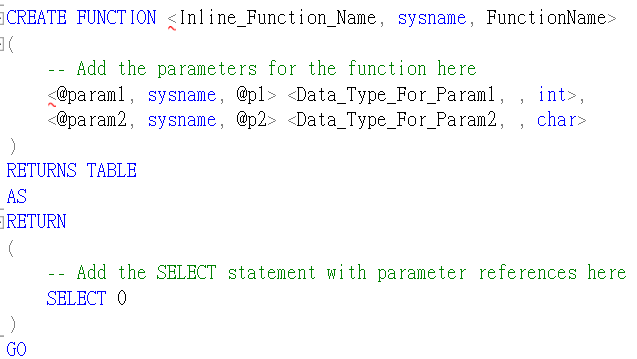 CREATE FUNCTION <Inline_Function_Name, sysname, FunctionName>
(
    -- Add the parameters for the function here
    <@param1, sysname, @p1> <Data_Type_For_Param1, , int>,
    <@param2, sysname, @p2> <Data_Type_For_Param2, , char>
)
RETURNS TABLE
AS
RETURN
(
    -- Add the SELECT statement with parameter references here
    SELECT 0
)
GO